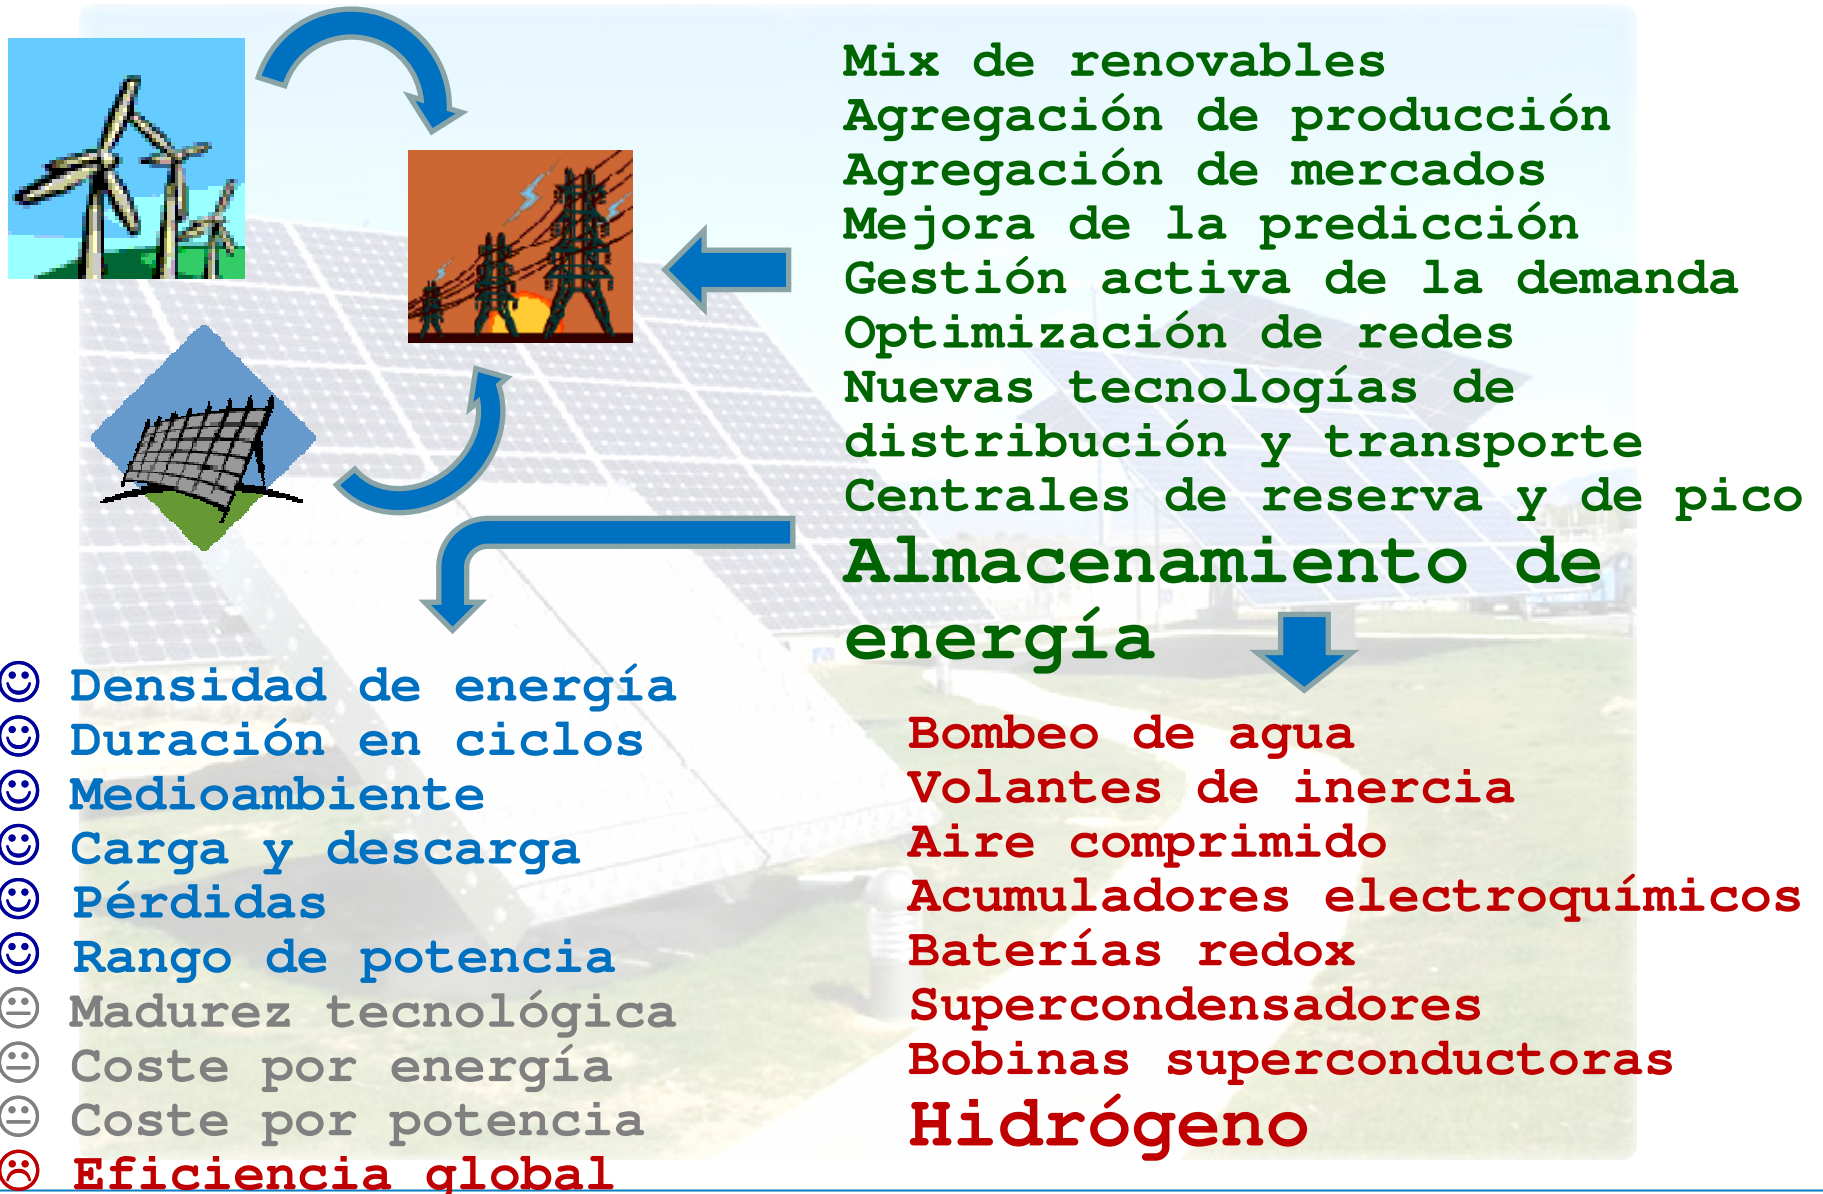 Mix de renovables
Agregación de producción
Agregación de mercados
Mejora de la predicción
Gestión activa de la demanda
Optimización de redes
Nuevas tecnologías de
distribución y transporte
Centrales de reserva y de pico
Almacenamiento de
energía
Densidad de energía
Duración en ciclos
Medioambiente
Carga y descarga
Pérdidas
Rango de potencia
Madurez tecnológica
Coste por energía
Coste por potencia
Eficiencia global
Bombeo de agua
Volantes de inercia
Aire comprimido
Acumuladores electroquímicos
Baterías redox
Supercondensadores
Bobinas superconductoras
Hidrógeno